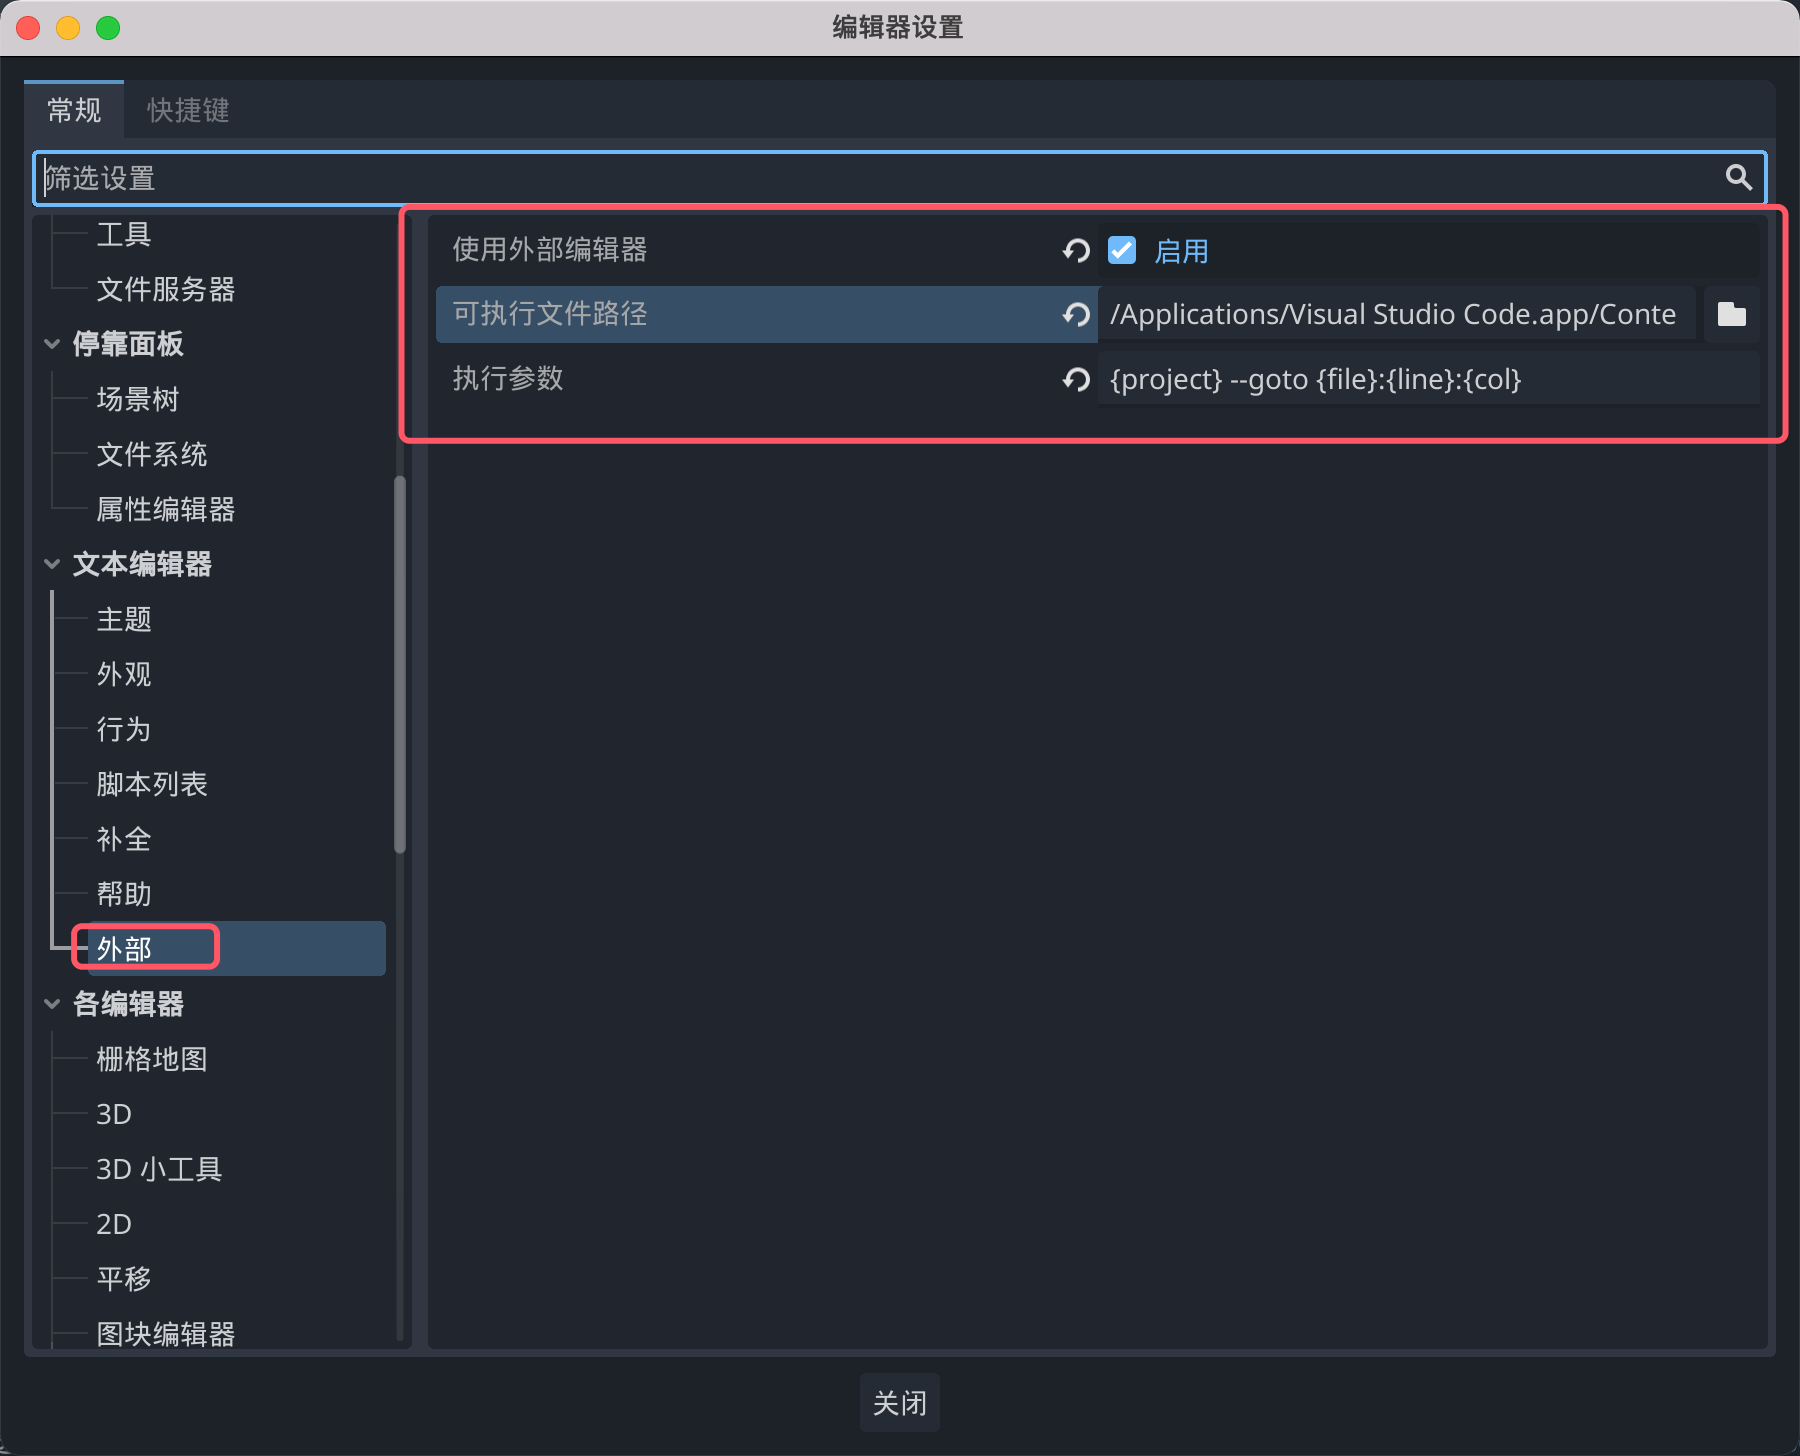 编辑器设置
常规
快捷键
筛选设置
工具
文件服务器
停靠面板
场景树
文件系统
属性编辑器
文本编辑器
主题
外观
行为
脚本列表
补全
帮助
外部
各编辑器
栅格地图
3D
3D 小工具
2D
平移
图块编辑器
使用外部编辑器
启用
可执行文件路径
/Applications/Visual Studio Code.app/Conte
执行参数
{project} --goto {file}:{line}:{col}
关闭